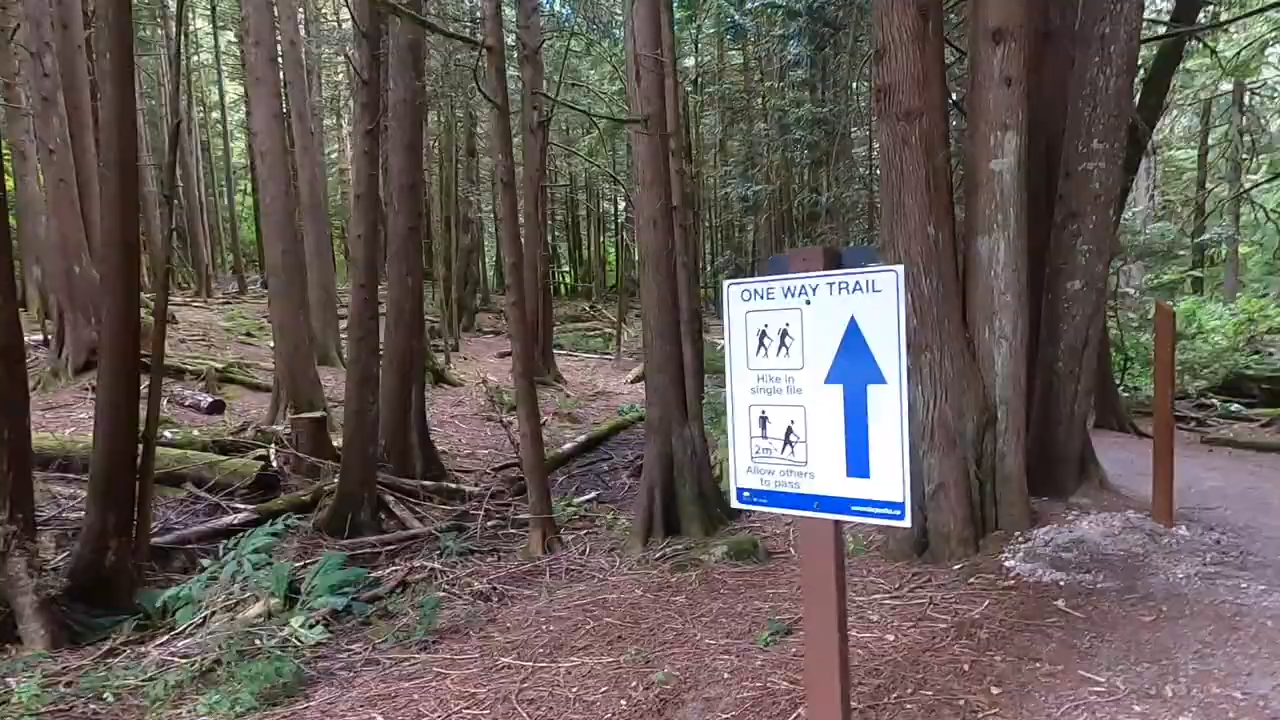 ONE WAY TRAIL
Hike in
single file
2m
Allow others
to pass